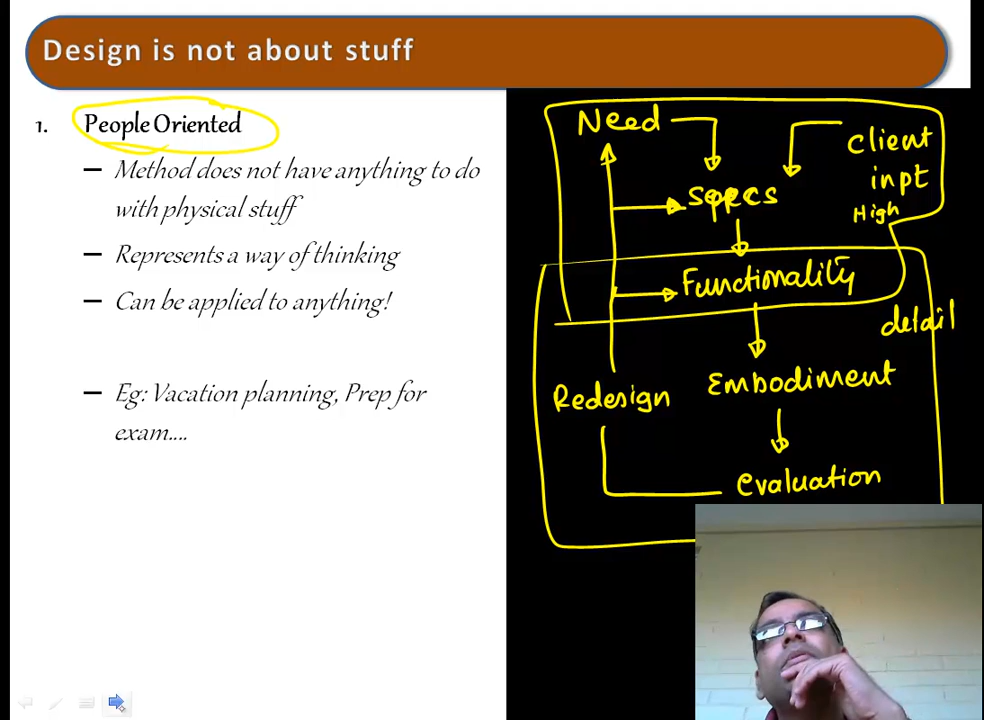 Design is not about stuff
1. People Oriented
– Method does not have anything to do
with physical stuff
– Represents a way of thinking
– Can be applied to anything!
– Eg: Vacation planning, Prep for
exam....
Need
client
inpt
High
specs
Functionality
detail
Embodiment
Redesign
evaluation